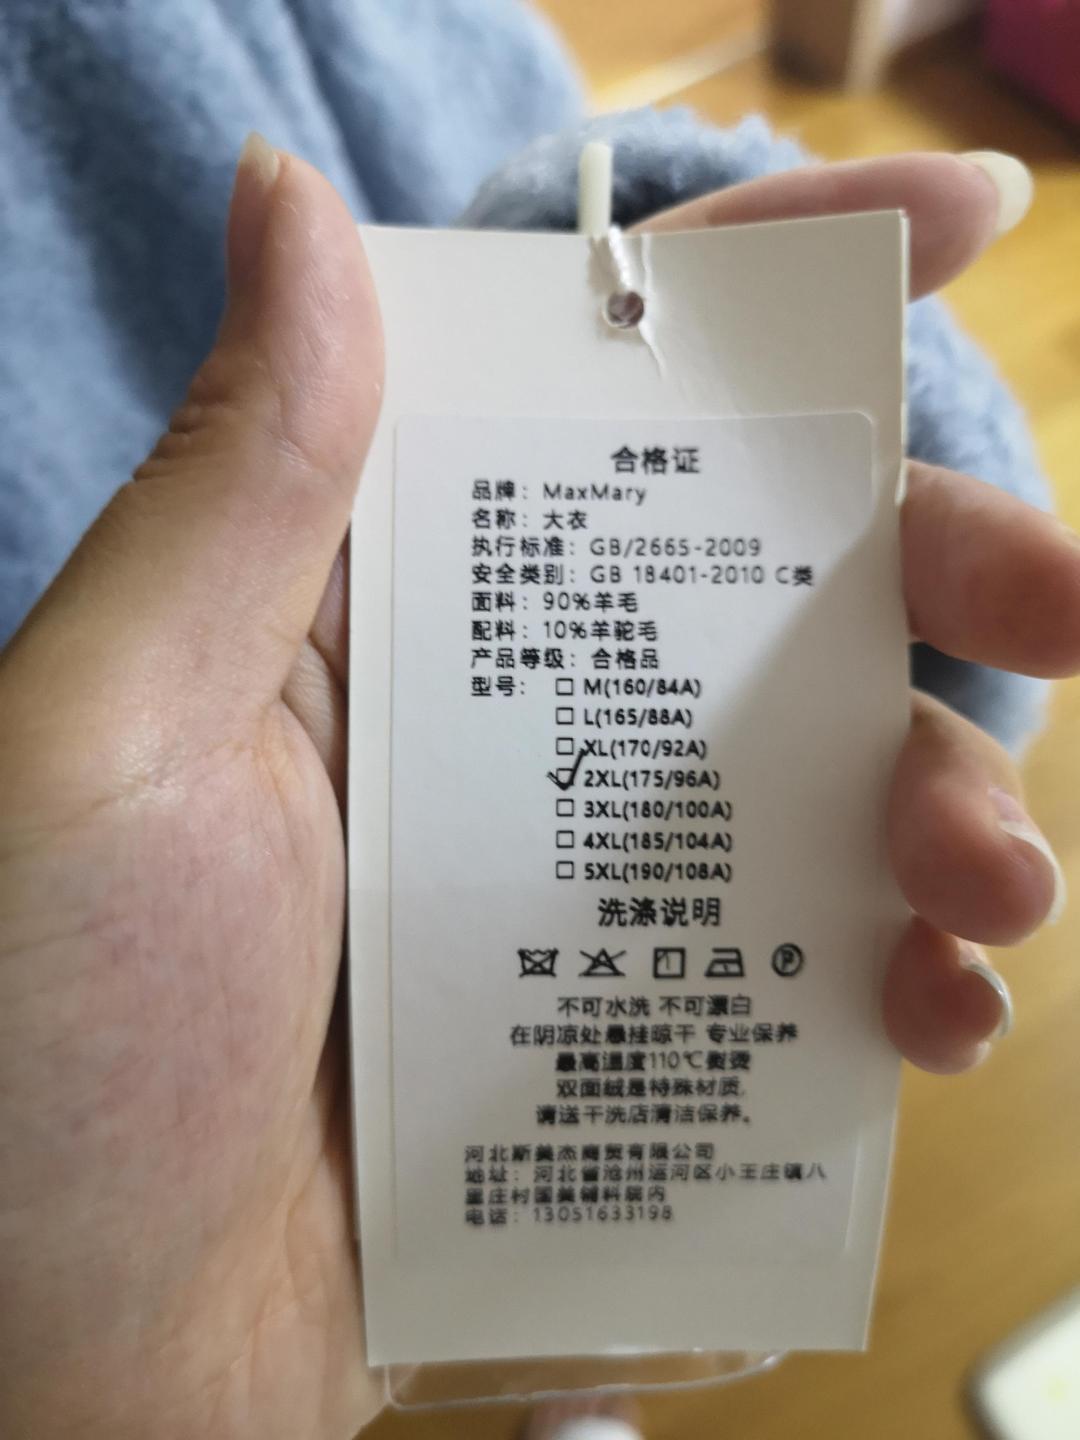 合格证
品牌：MaxMary
名称：大衣
执行标准：GB/2665-2009
安全类别：GB 18401-2010 C类
面料：90%羊毛
配料：10%羊驼毛
产品等级：合格品
型号：□ M(160/84A)
□ L(165/88A)
□ XL(170/92A)
☑ 2XL(175/96A)
□ 3XL(180/100A)
□ 4XL(185/104A)
□ 5XL(190/108A)
洗涤说明
P
不可水洗 不可漂白
在阴凉处悬挂晾干 专业保养
最高温度110℃熨烫
双面绒是特殊材质,
请送干洗店清洁保养。
河北斯美杰商贸有限公司
地址：河北省沧州运河区小王庄镇八
里庄村国美辅料院内
电话：13051633198